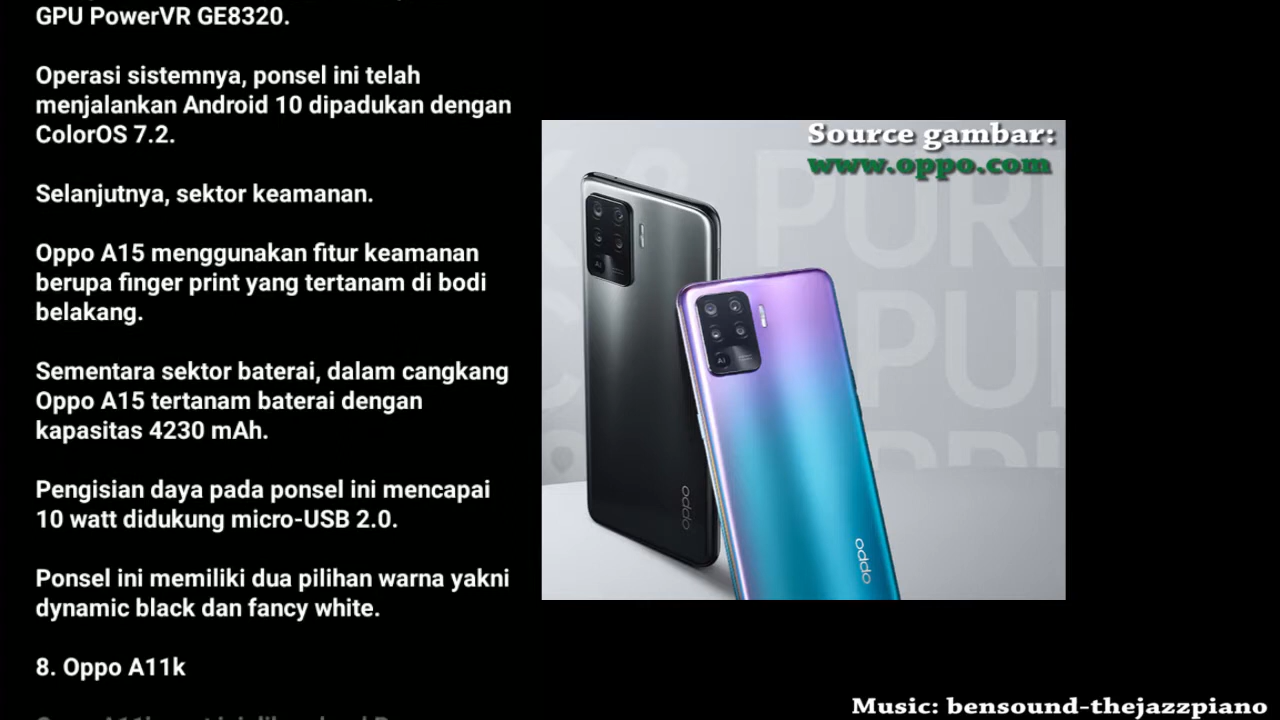 GPU PowerVR GE8320.
Operasi sistemnya, ponsel ini telah
menjalankan Android 10 dipadukan dengan
ColorOS 7.2.
Selanjutnya, sektor keamanan.
Oppo A15 menggunakan fitur keamanan
berupa finger print yang tertanam di bodi
belakang.
Sementara sektor baterai, dalam cangkang
Oppo A15 tertanam baterai dengan
kapasitas 4230 mAh.
Pengisian daya pada ponsel ini mencapai
10 watt didukung micro-USB 2.0.
Ponsel ini memiliki dua pilihan warna yakni
dynamic black dan fancy white.
8. Oppo A11k
Source gambar:
www.oppo.com
PUR
PUR
AI
AI
oppo
oppo
Music: bensound-thejazzpiano